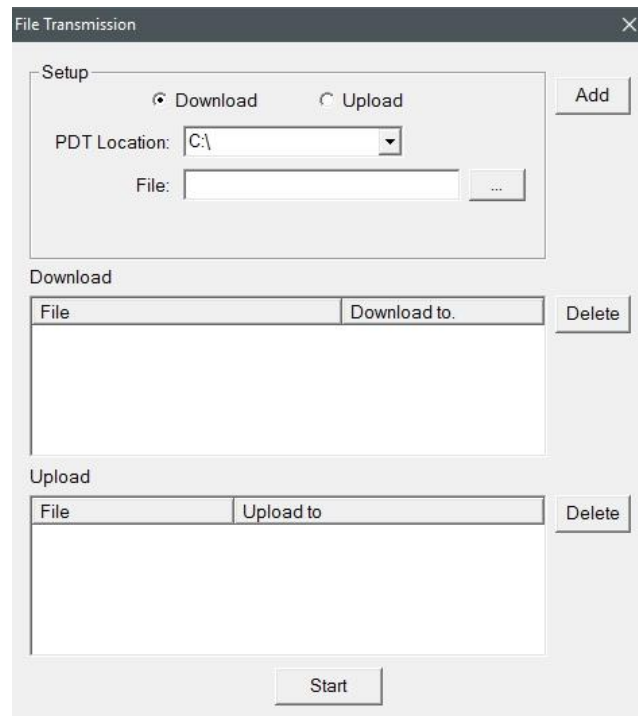 File Transmission
Setup
Download Upload
Add
PDT Location: C:\
File: ...
Download
File Download to.
Delete
Upload
File Upload to
Delete
Start